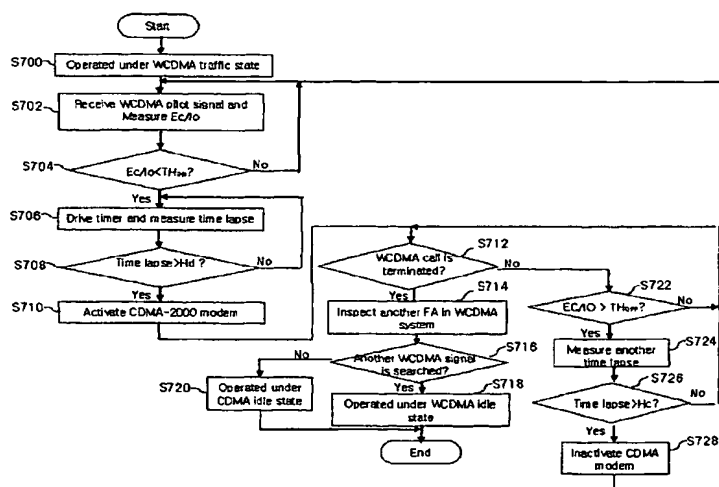 Start
S700
Operated under WCDMA traffic state
S702
Receive WCDMA pilot signal and
Measure Ec/Io
S704
Ec/Io<THon?
No
Yes
S706
Drive timer and measure time lapse
S708
Time lapse>Hd ?
No
Yes
S710
Activate CDMA-2000 modem
S712
WCDMA call is
terminated?
No
Yes
S714
Inspect another FA in WCDMA
system
S716
Another WCDMA signal
is searched?
No
Yes
S720
Operated under
CDMA idle state
S718
Operated under WCDMA idle
state
End
S722
EC/IO > THOFF?
No
Yes
S724
Measure another
time lapse
S726
Time lapse>Hc?
No
Yes
S728
Inactivate CDMA
modem